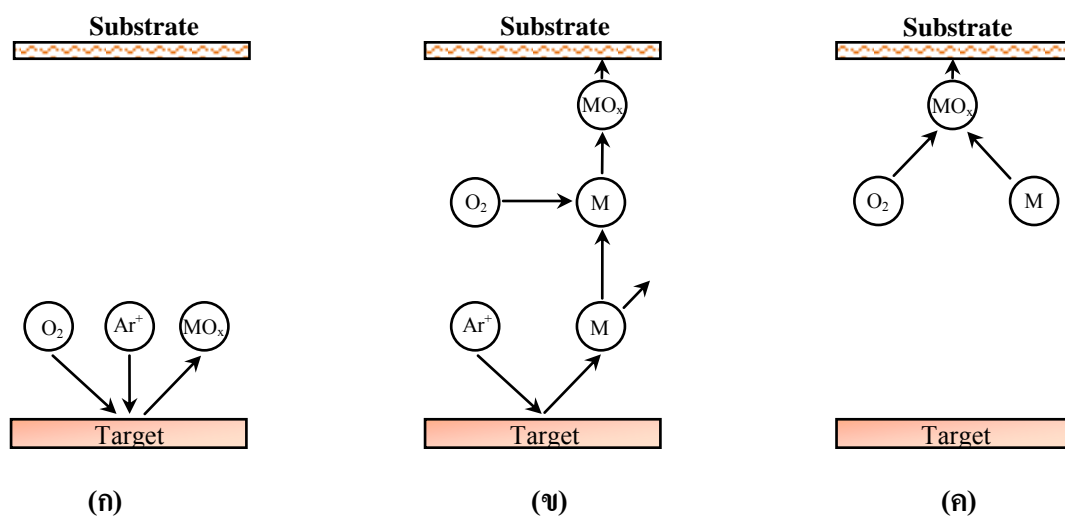 Substrate
O₂
Ar⁺
MOₓ
Target
(ก)
Substrate
MOₓ
O₂
M
Ar⁺
M
Target
(ข)
Substrate
MOₓ
O₂
M
Target
(ค)